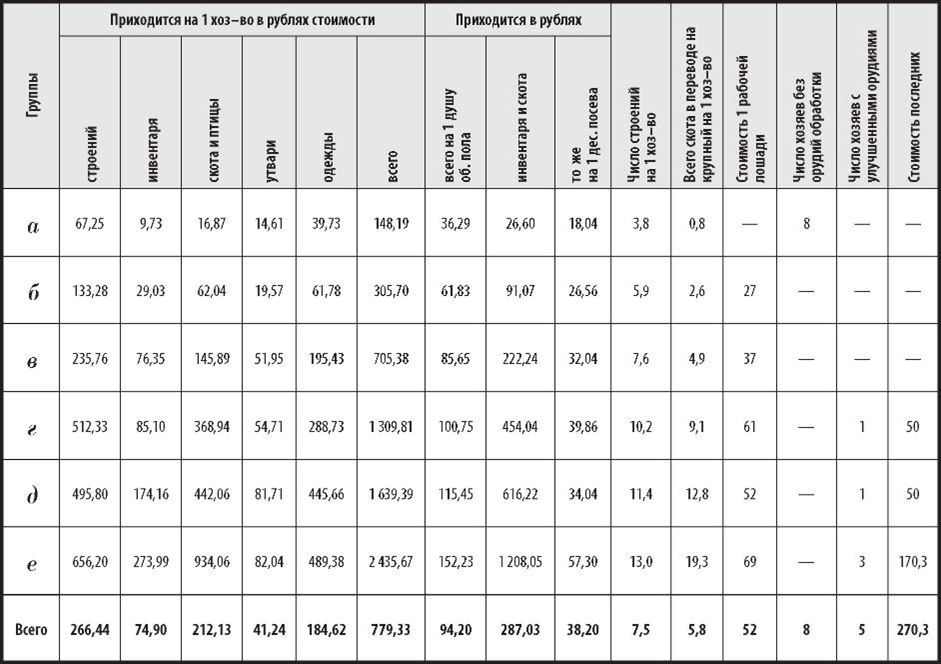 Группы | Приходится на 1 хоз–во в рублях стоимости | Приходится в рублях | Число строений на 1 хоз–во | Всего скота в переводе на крупный на 1 хоз–во | Стоимость 1 рабочей лошади | Число хозяев без орудий обработки | Число хозяев с улучшенными орудиями | Стоимость последних
строений | инвентаря | скота и птицы | утвари | одежды | всего | всего на 1 душу об. пола | инвентаря и скота | то же на 1 дес. посева
а | 67,25 | 9,73 | 16,87 | 14,61 | 39,73 | 148,19 | 36,29 | 26,60 | 18,04 | 3,8 | 0,8 | — | 8 | — | —
б | 133,28 | 29,03 | 62,04 | 19,57 | 61,78 | 305,70 | 61,83 | 91,07 | 26,56 | 5,9 | 2,6 | 27 | — | — | —
в | 235,76 | 76,35 | 145,89 | 51,95 | 195,43 | 705,38 | 85,65 | 222,24 | 32,04 | 7,6 | 4,9 | 37 | — | — | —
г | 512,33 | 85,10 | 368,94 | 54,71 | 288,73 | 1 309,81 | 100,75 | 454,04 | 39,86 | 10,2 | 9,1 | 61 | — | 1 | 50
д | 495,80 | 174,16 | 442,06 | 81,71 | 445,66 | 1 639,39 | 115,45 | 616,22 | 34,04 | 11,4 | 12,8 | 52 | — | 1 | 50
е | 656,20 | 273,99 | 934,06 | 82,04 | 489,38 | 2 435,67 | 152,23 | 1 208,05 | 57,30 | 13,0 | 19,3 | 69 | — | 3 | 170,3
Всего | 266,44 | 74,90 | 212,13 | 41,24 | 184,62 | 779,33 | 94,20 | 287,03 | 38,20 | 7,5 | 5,8 | 52 | 8 | 5 | 270,3